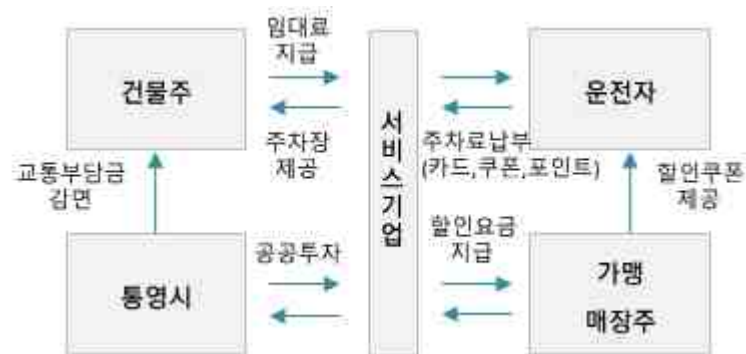 임대료
지급
건물주
운전자
주차장
제공
주차료납부
(카드,쿠폰,포인트)
서비스기업
교통부담금
감면
할인쿠폰
제공
공공투자
할인요금
지급
통영시
가맹
매장주